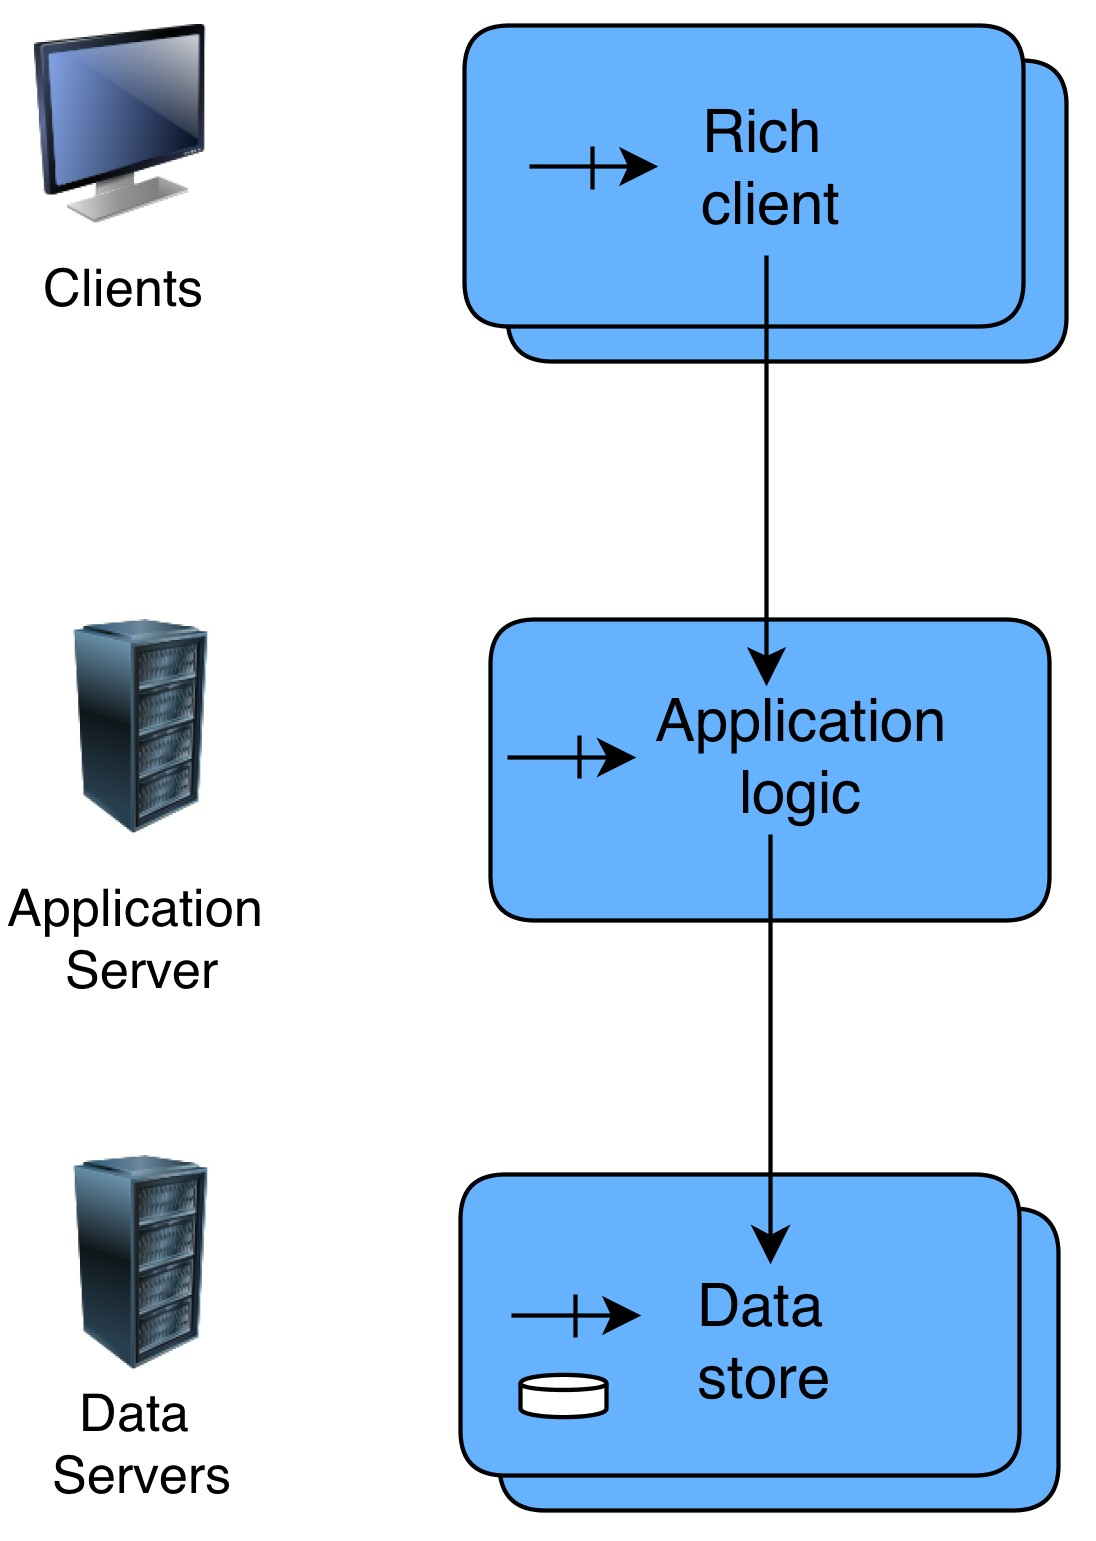 Rich
client
Clients
Application
logic
Application
Server
Data
store
Data
Servers